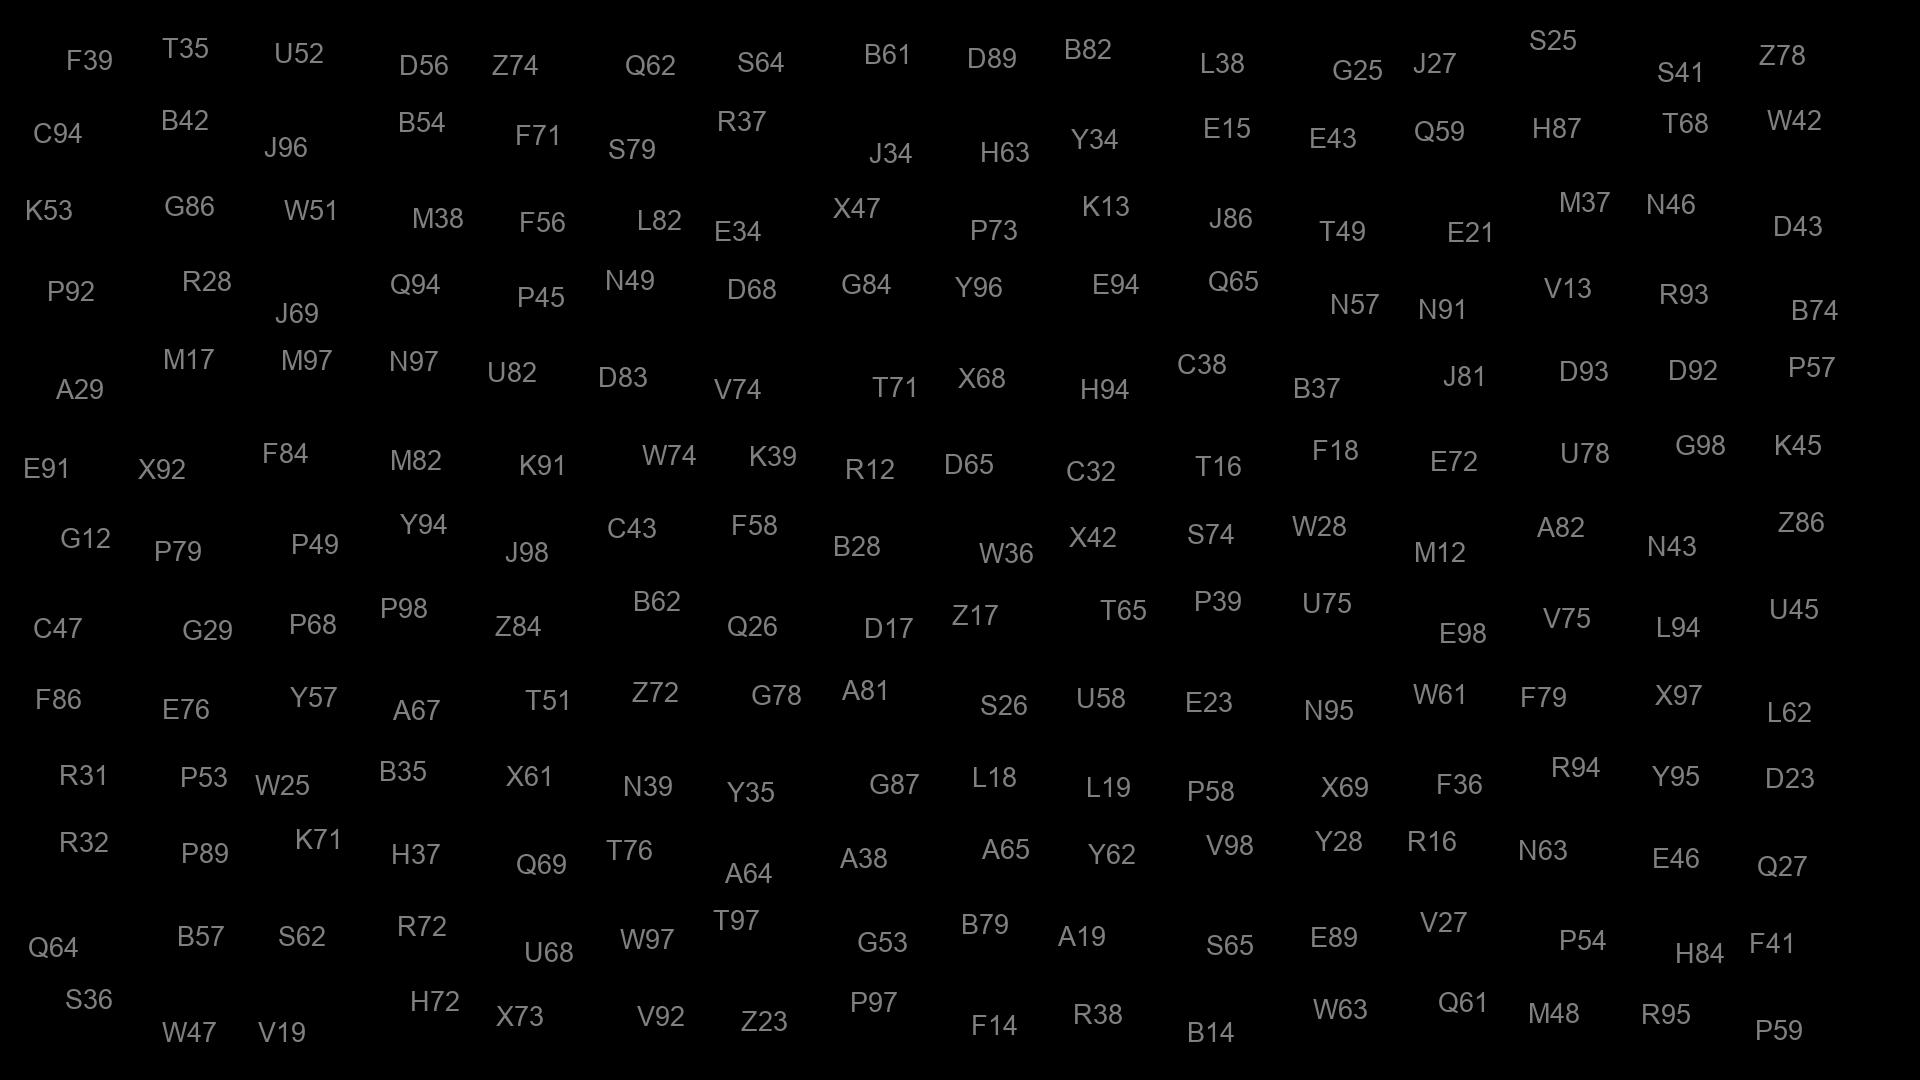 F39 T35 U52 D56 Z74 Q62 S64 B61 D89 B82 L38 G25 J27 S25 S41 Z78
C94 B42 J96 B54 F71 S79 R37 J34 H63 Y34 E15 E43 Q59 H87 T68 W42
K53 G86 W51 M38 F56 L82 E34 X47 P73 K13 J86 T49 E21 M37 N46 D43
P92 R28 J69 Q94 P45 N49 D68 G84 Y96 E94 Q65 N57 N91 V13 R93 B74
A29 M17 M97 N97 U82 D83 V74 T71 X68 H94 C38 B37 J81 D93 D92 P57
E91 X92 F84 M82 K91 W74 K39 R12 D65 C32 T16 F18 E72 U78 G98 K45
G12 P79 P49 Y94 J98 C43 F58 B28 W36 X42 S74 W28 M12 A82 N43 Z86
C47 G29 P68 P98 Z84 B62 Q26 D17 Z17 T65 P39 U75 E98 V75 L94 U45
F86 E76 Y57 A67 T51 Z72 G78 A81 S26 U58 E23 N95 W61 F79 X97 L62
R31 P53 W25 B35 X61 N39 Y35 G87 L18 L19 P58 X69 F36 R94 Y95 D23
R32 P89 K71 H37 Q69 T76 A64 A38 A65 Y62 V98 Y28 R16 N63 E46 Q27
Q64 B57 S62 R72 U68 W97 T97 G53 B79 A19 S65 E89 V27 P54 H84 F41
S36 W47 V19 H72 X73 V92 Z23 P97 F14 R38 B14 W63 Q61 M48 R95 P59